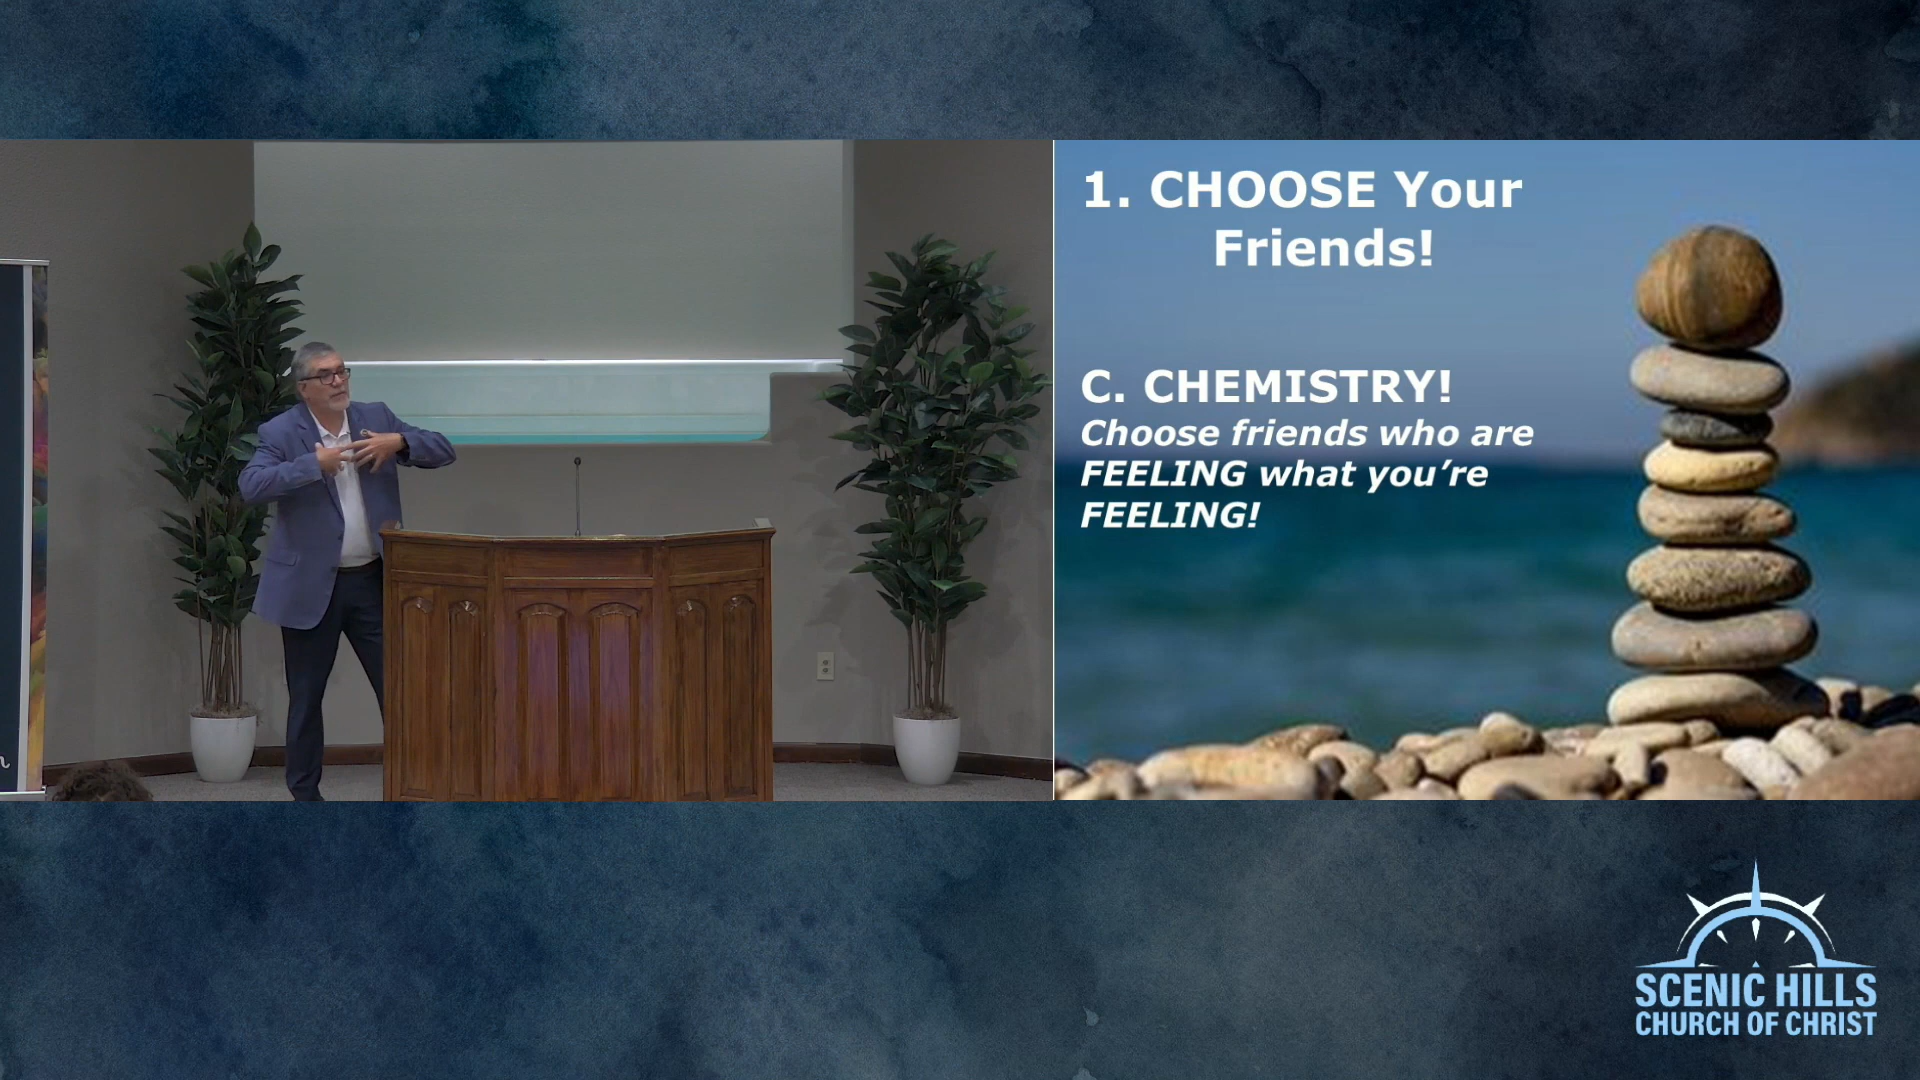 1. CHOOSE Your
Friends!
C. CHEMISTRY!
Choose friends who are
FEELING what you're
FEELING!
SCENIC HILLS
CHURCH OF CHRIST